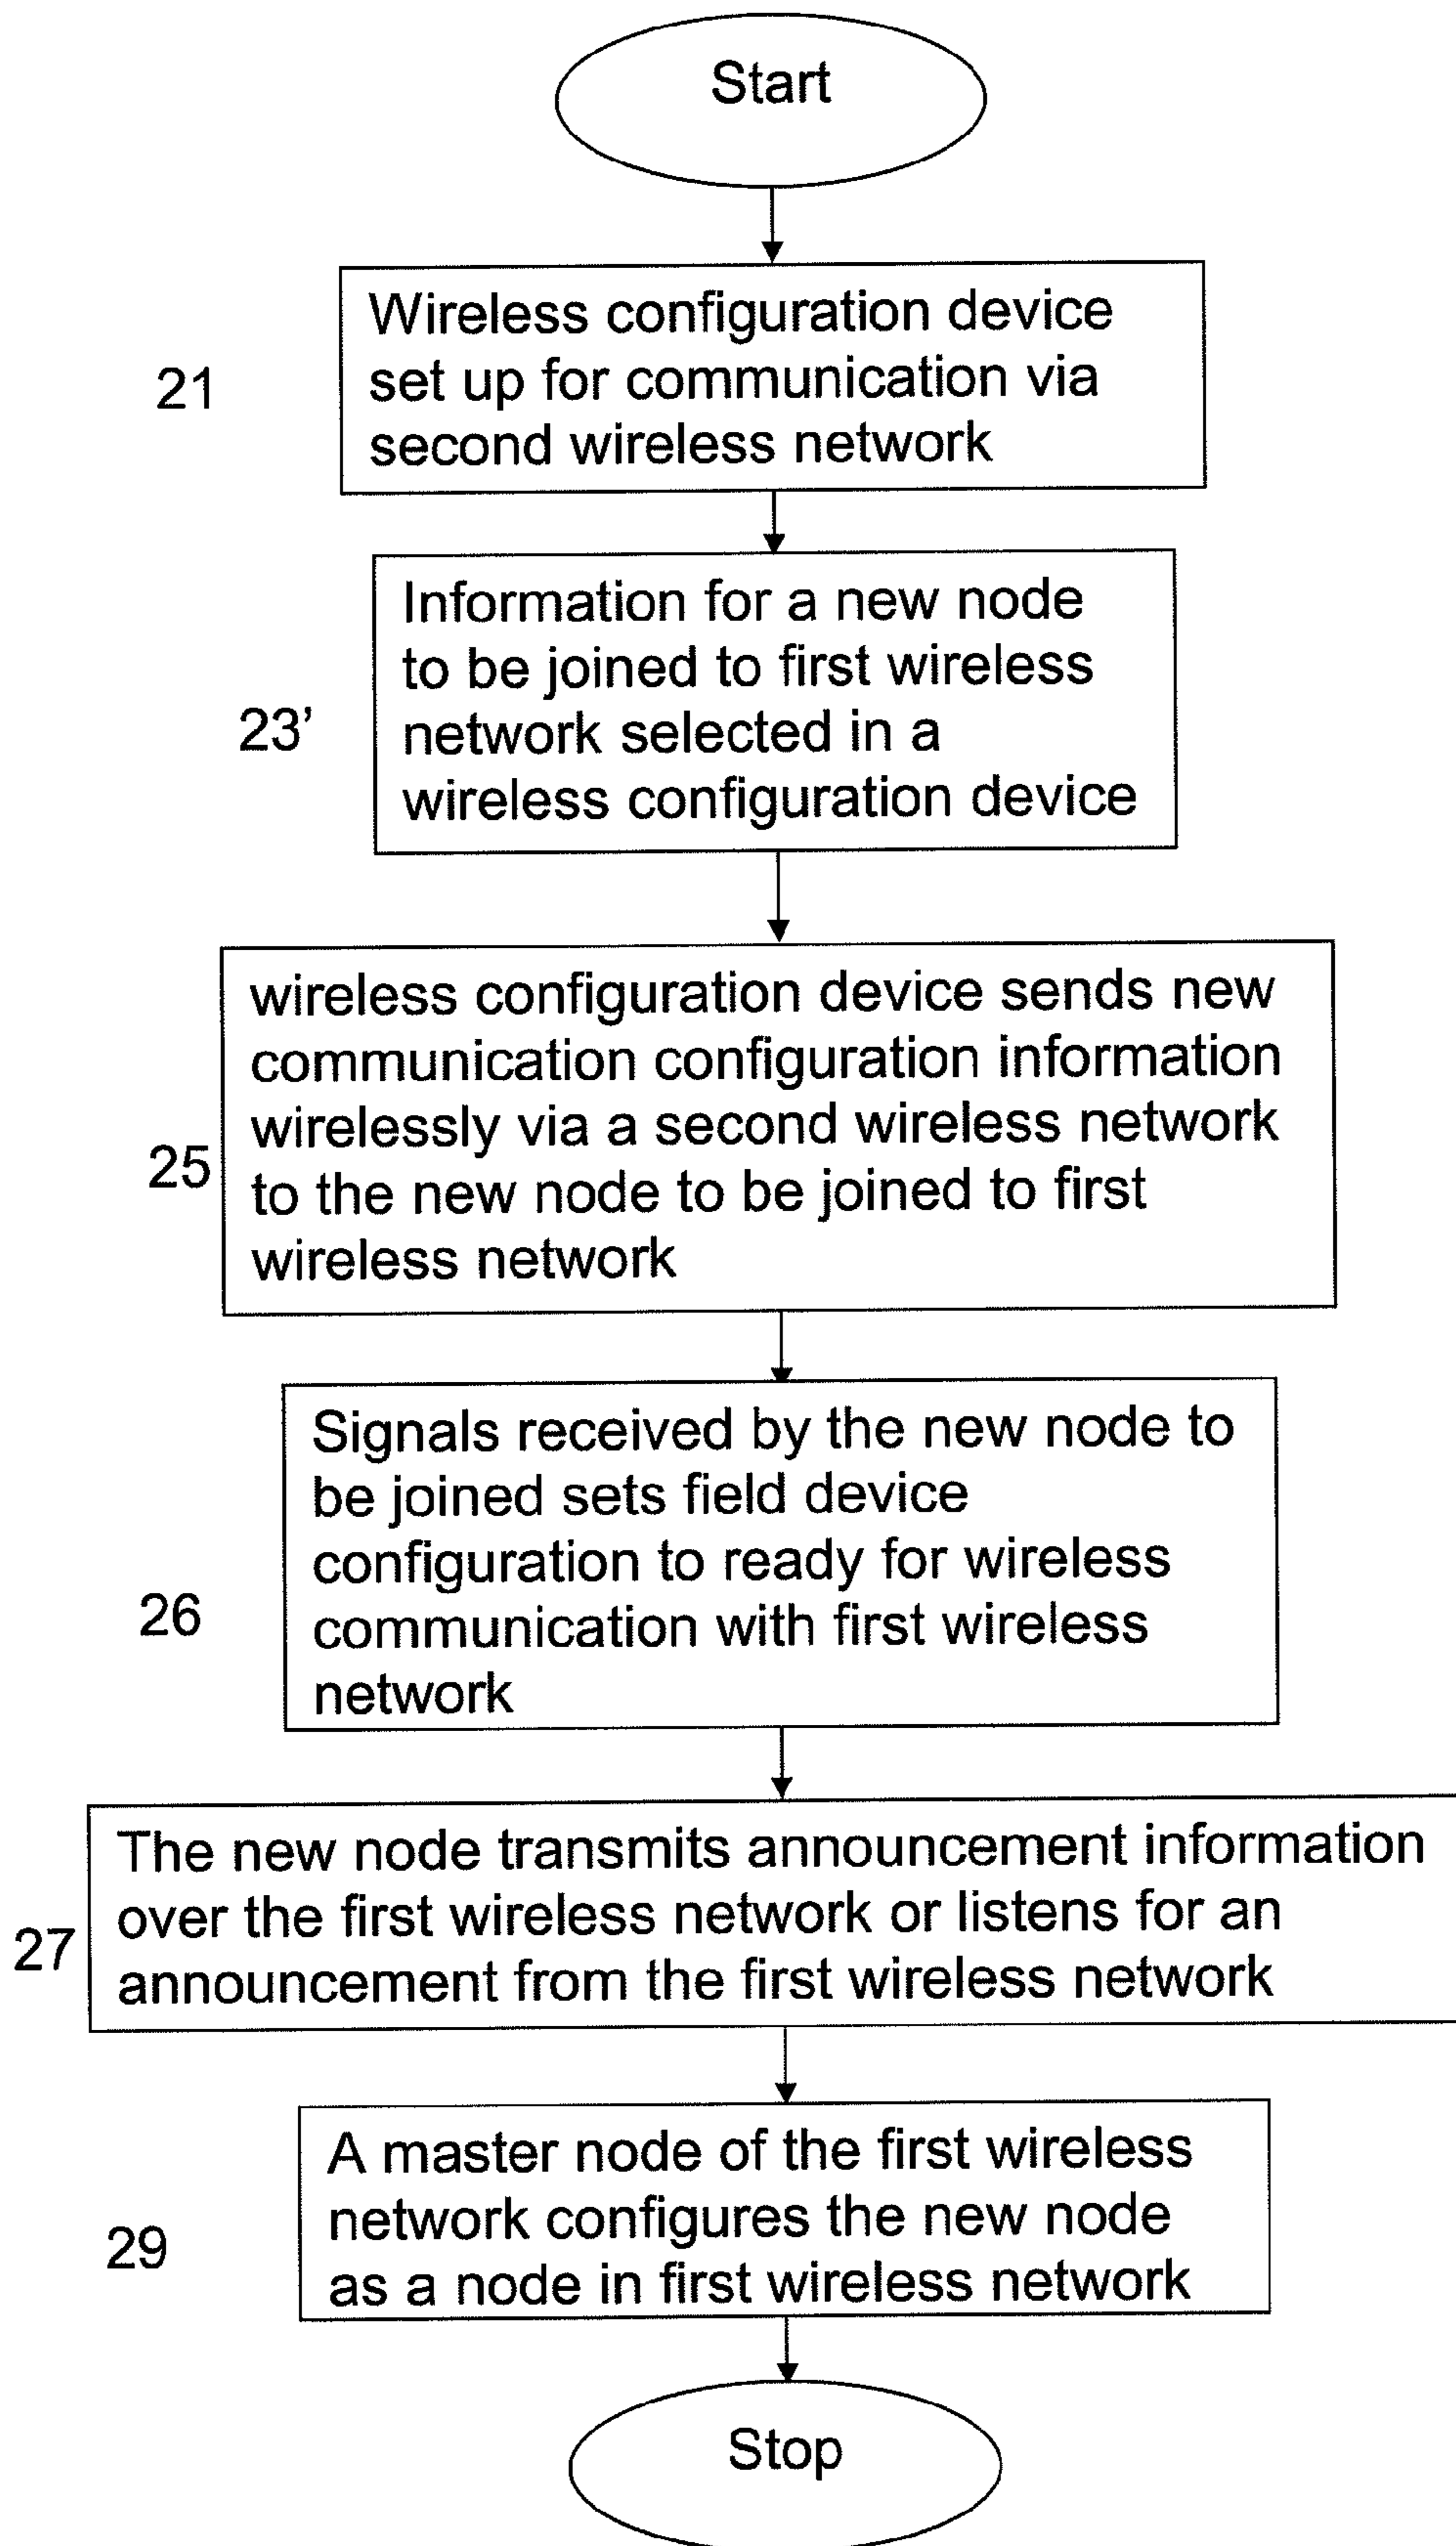 Start
21
Wireless configuration device
set up for communication via
second wireless network
23’
Information for a new node
to be joined to first wireless
network selected in a
wireless configuration device
25
wireless configuration device sends new
communication configuration information
wirelessly via a second wireless network
to the new node to be joined to first
wireless network
26
Signals received by the new node to
be joined sets field device
configuration to ready for wireless
communication with first wireless
network
27
The new node transmits announcement information
over the first wireless network or listens for an
announcement from the first wireless network
29
A master node of the first wireless
network configures the new node
as a node in first wireless network
Stop